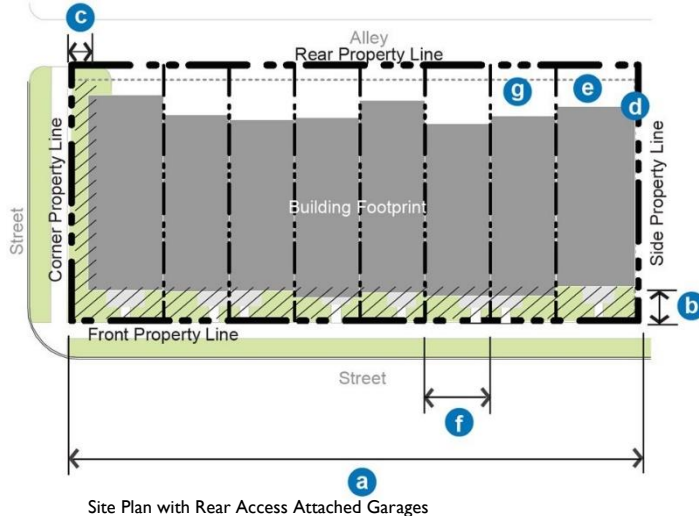 c
Alley
Rear Property Line
g
e
d
Street
Corner Property Line
Building Footprint
Side Property Line
b
Front Property Line
Street
f
a
Site Plan with Rear Access Attached Garages